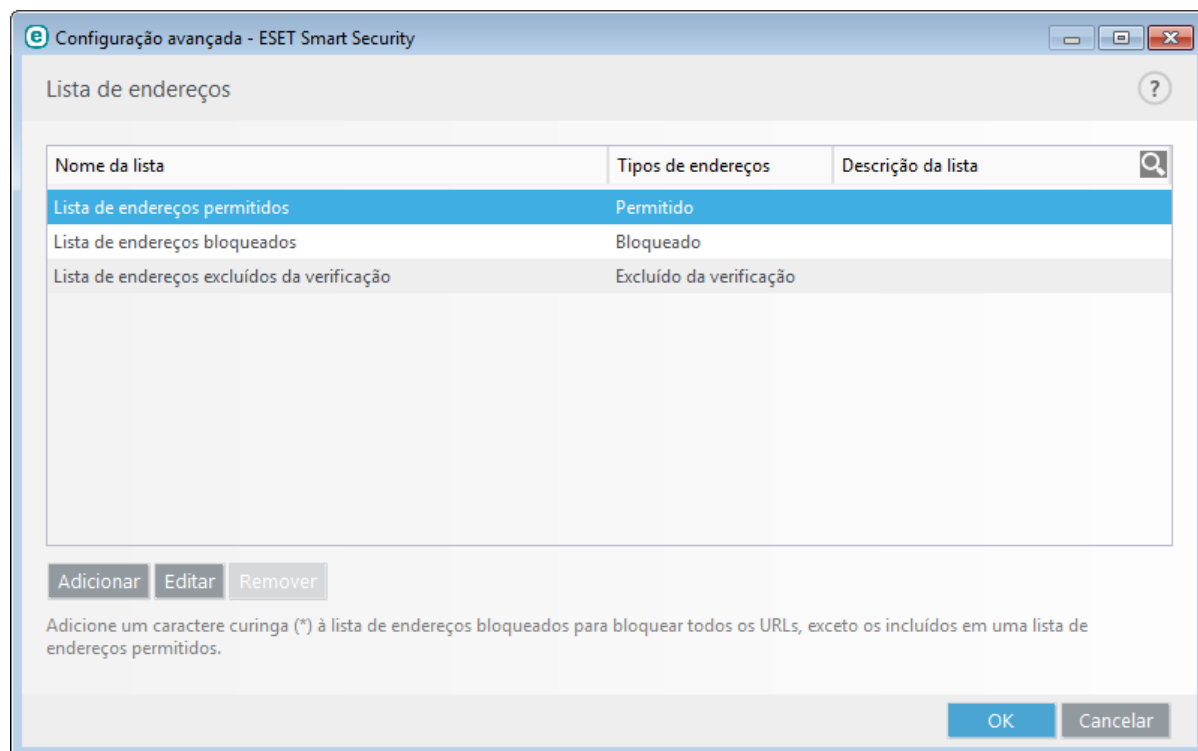 Configuração avançada - ESET Smart Security
Lista de endereços
?
Nome da lista Tipos de endereços Descrição da lista
Lista de endereços permitidos Permitido
Lista de endereços bloqueados Bloqueado
Lista de endereços excluídos da verificação Excluído da verificação
Adicionar Editar Remover
Adicione um caractere curinga (*) à lista de endereços bloqueados para bloquear todos os URLs, exceto os incluídos em uma lista de
endereços permitidos.
OK Cancelar